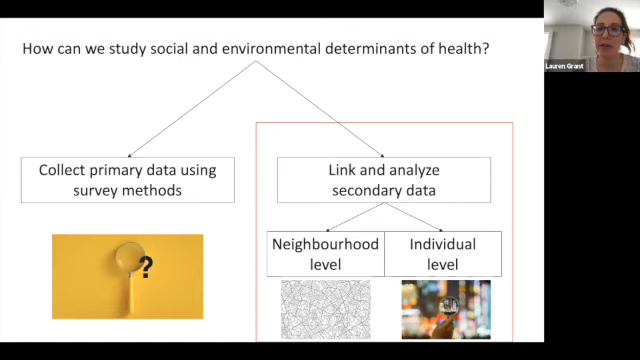 How can we study social and environmental determinants of health?
Lauren Grant
Collect primary data using
survey methods
Link and analyze
secondary data
Neighbourhood
level
Individual
level
?